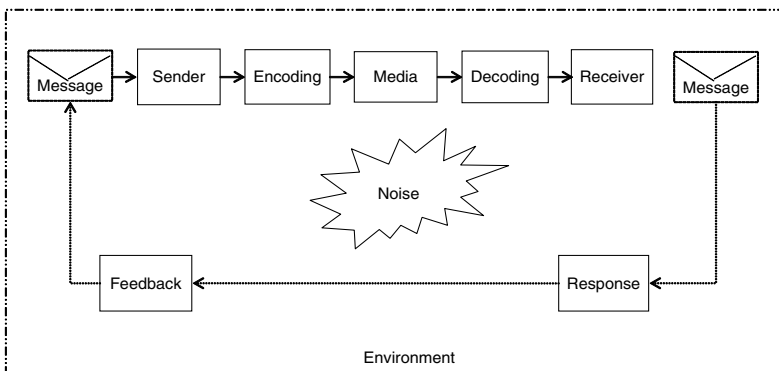 Message
Sender
Encoding
Media
Decoding
Receiver
Message
Noise
Feedback
Response
Environment